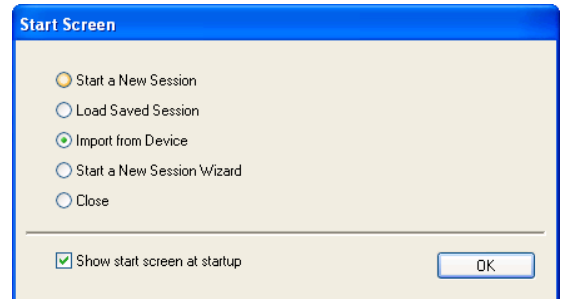 Start Screen
Start a New Session
Load Saved Session
Import from Device
Start a New Session Wizard
Close
Show start screen at startup
OK